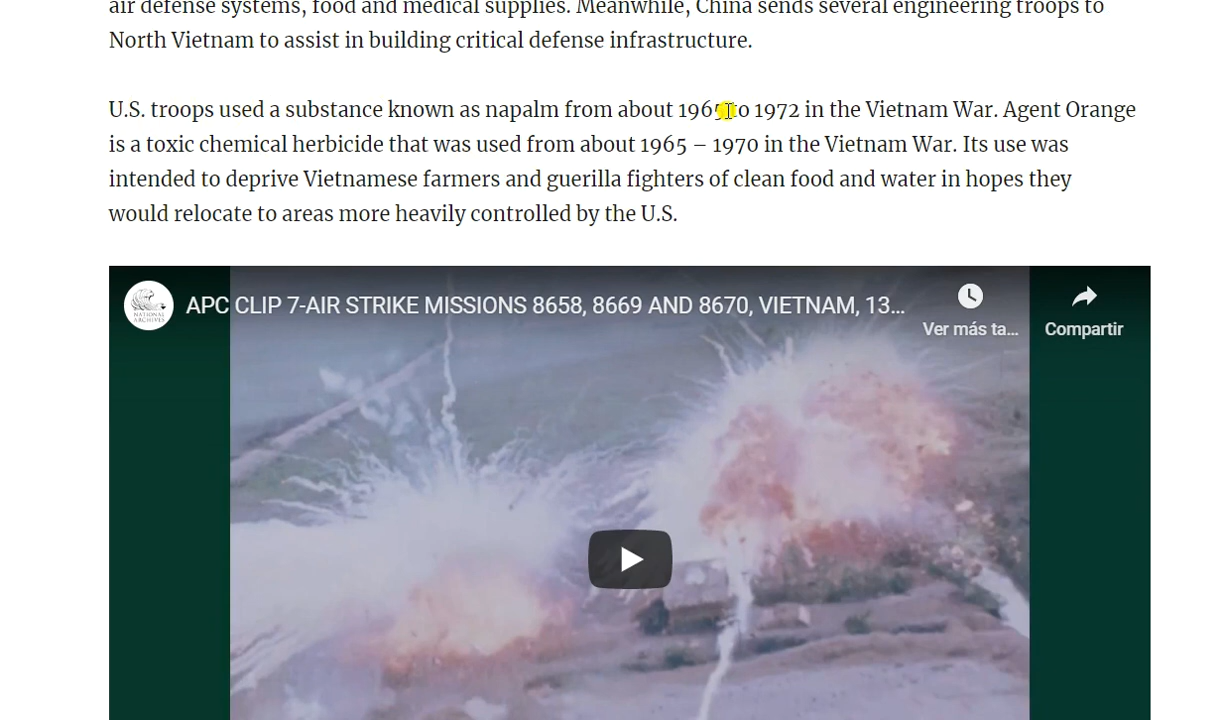 air defense systems, food and medical supplies. Meanwhile, China sends several engineering troops to
North Vietnam to assist in building critical defense infrastructure.
U.S. troops used a substance known as napalm from about 1965 to 1972 in the Vietnam War. Agent Orange
is a toxic chemical herbicide that was used from about 1965 – 1970 in the Vietnam War. Its use was
intended to deprive Vietnamese farmers and guerilla fighters of clean food and water in hopes they
would relocate to areas more heavily controlled by the U.S.
APC CLIP 7-AIR STRIKE MISSIONS 8658, 8669 AND 8670, VIETNAM, 13...
NATIONAL
ARCHIVES
Ver más ta...
Compartir